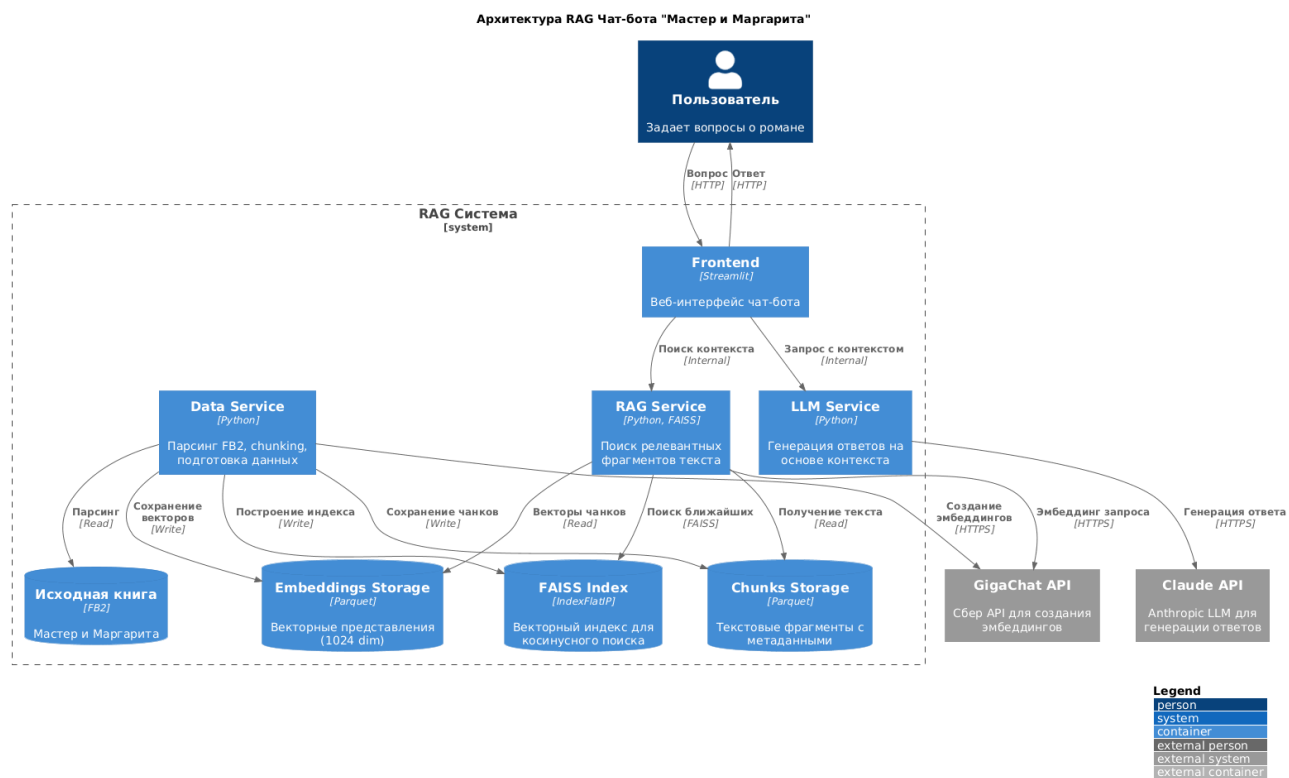 Архитектура RAG Чат-бота "Мастер и Маргарита"
Пользователь
Задает вопросы о романе
Вопрос
[HTTP]
Ответ
[HTTP]
RAG Система
[system]
Frontend
[Streamlit]
Веб-интерфейс чат-бота
Поиск контекста
[Internal]
Запрос с контекстом
[Internal]
Data Service
[Python]
Парсинг FB2, chunking,
подготовка данных
RAG Service
[Python, FAISS]
Поиск релевантных
фрагментов текста
LLM Service
[Python]
Генерация ответов на
основе контекста
Парсинг
[Read]
Сохранение
векторов
[Write]
Построение индекса
[Write]
Сохранение чанков
[Write]
Векторы чанков
[Read]
Поиск ближайших
[FAISS]
Получение текста
[Read]
Создание
эмбеддингов
[HTTPS]
Эмбеддинг запроса
[HTTPS]
Генерация ответа
[HTTPS]
Исходная книга
[FB2]
Мастер и Маргарита
Embeddings Storage
[Parquet]
Векторные представления
(1024 dim)
FAISS Index
[IndexFlatIP]
Векторный индекс для
косинусного поиска
Chunks Storage
[Parquet]
Текстовые фрагменты с
метаданными
GigaChat API
Сбер API для создания
эмбеддингов
Claude API
Anthropic LLM для
генерации ответов
Legend
person
system
container
external person
external system
external container